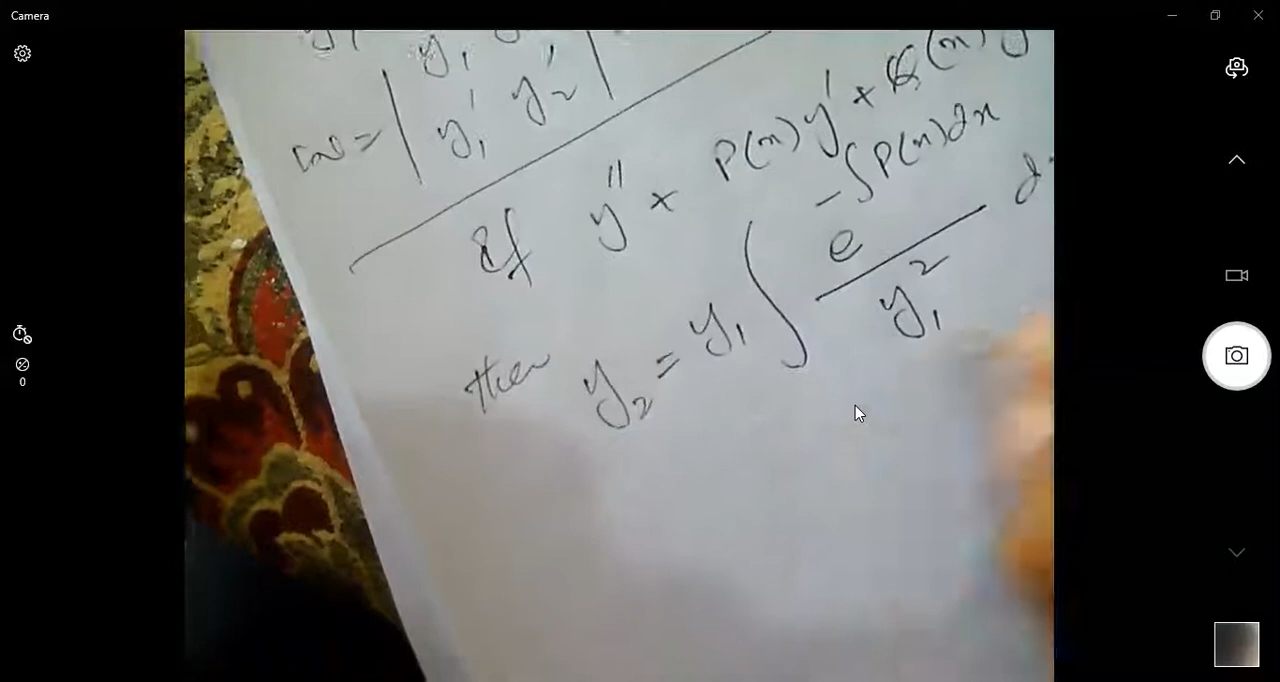 Camera
y₁ y₂
w = | y₁' y₂' |
If y'' + P(x)y' + Q(x)y
then y₂ = y₁ ∫ e^(-∫P(x)dx) / y₁² d
0